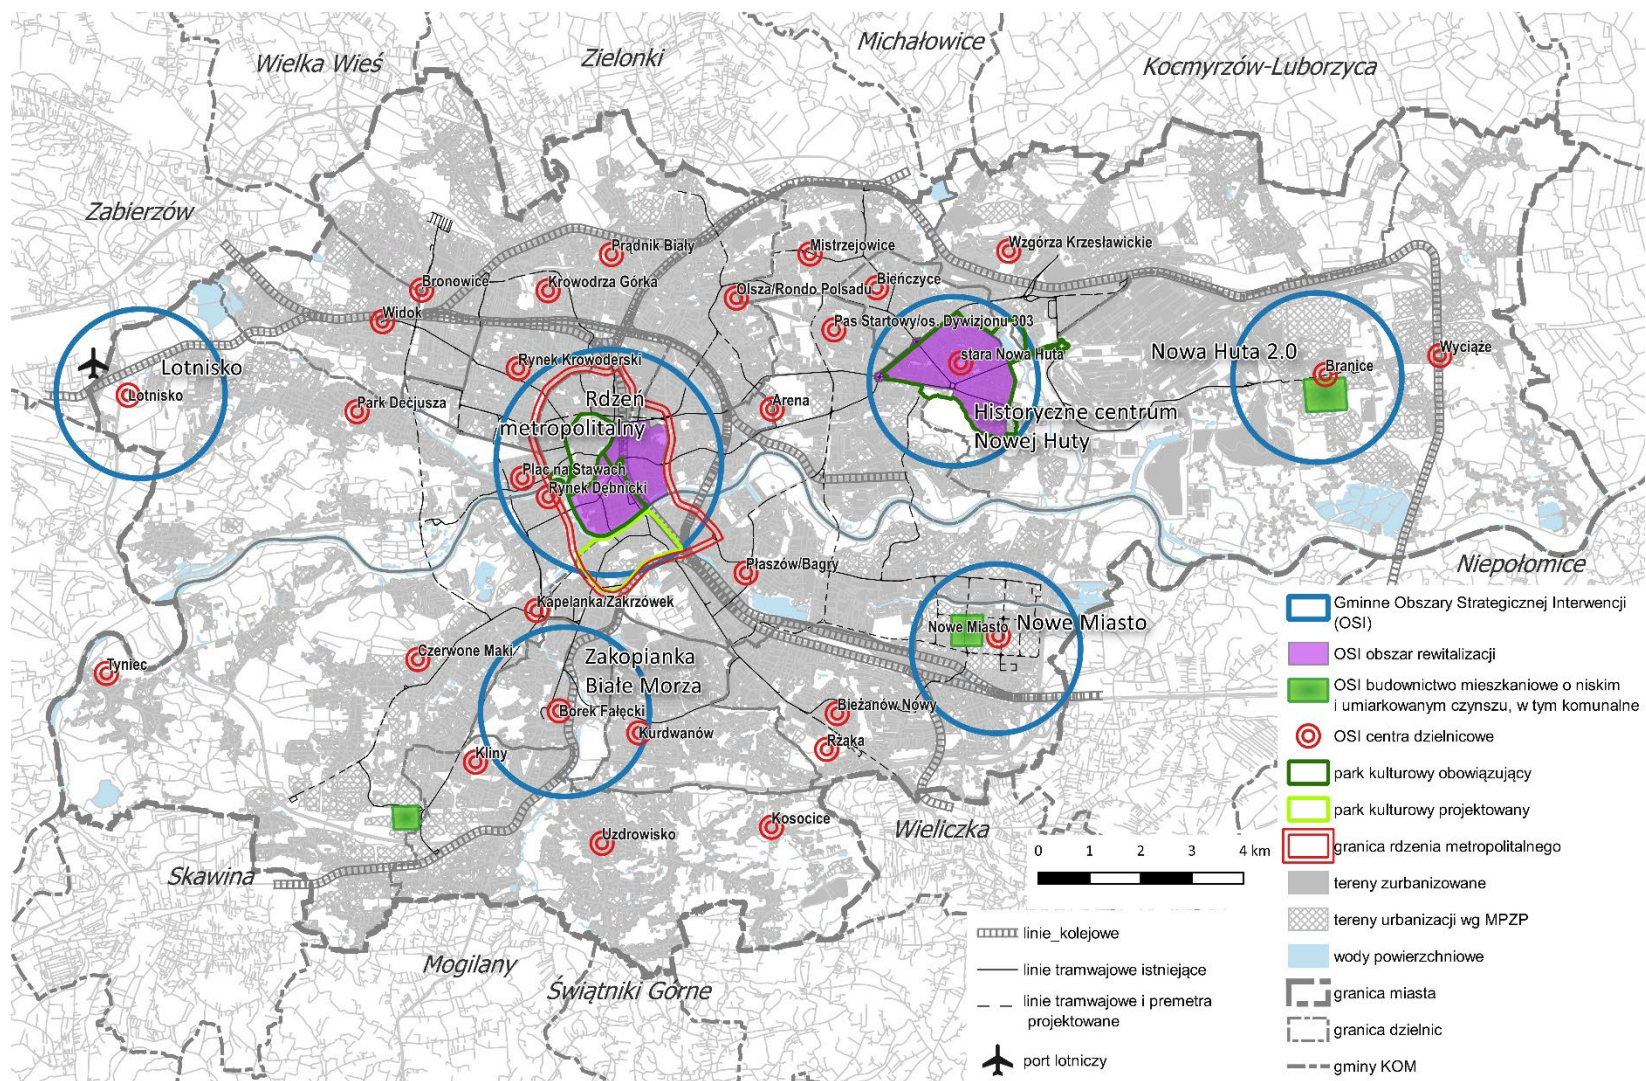 Wielka Wieś
Zielonki
Michałowice
Kocmyrzów-Luborzyca
Zabierzów
Prądnik Biały
Mistrzejowice
Wzgórza Krzesławickie
Bronowice
Krowodrza Górka
Olsza/Rondo Polsadu
Bieńczyce
Widok
Pas Startowy/os. Dywizjonu 303
Rynek Krowoderski
stara Nowa Huta
Nowa Huta 2.0
Wyciąże
Branice
Lotnisko
Lotnisko
Park Decjusza
Rdzeń
metropolitalny
Arena
Historyczne centrum
Nowej Huty
Plac na Stawach
Rynek Dębnicki
Płaszów/Bagry
Niepołomice
Kapelanka/Zakrzówek
Nowe Miasto
Nowe Miasto
Czerwone Maki
Zakopianka
Białe Morza
Tyniec
Borek Fałęcki
Bieżanów Nowy
Kurdwanów
Rżąka
Kliny
Uzdrowisko
Kosocice
Wieliczka
Skawina
Mogilany
Świątniki Górne
0 1 2 3 4 km
linie_kolejowe
linie tramwajowe istniejące
linie tramwajowe i premetra
projektowane
port lotniczy
Gminne Obszary Strategicznej Interwencji
(OSI)
OSI obszar rewitalizacji
OSI budownictwo mieszkaniowe o niskim
i umiarkowanym czynszu, w tym komunalne
OSI centra dzielnicowe
park kulturowy obowiązujący
park kulturowy projektowany
granica rdzenia metropolitalnego
tereny zurbanizowane
tereny urbanizacji wg MPZP
wody powierzchniowe
granica miasta
granica dzielnic
gminy KOM